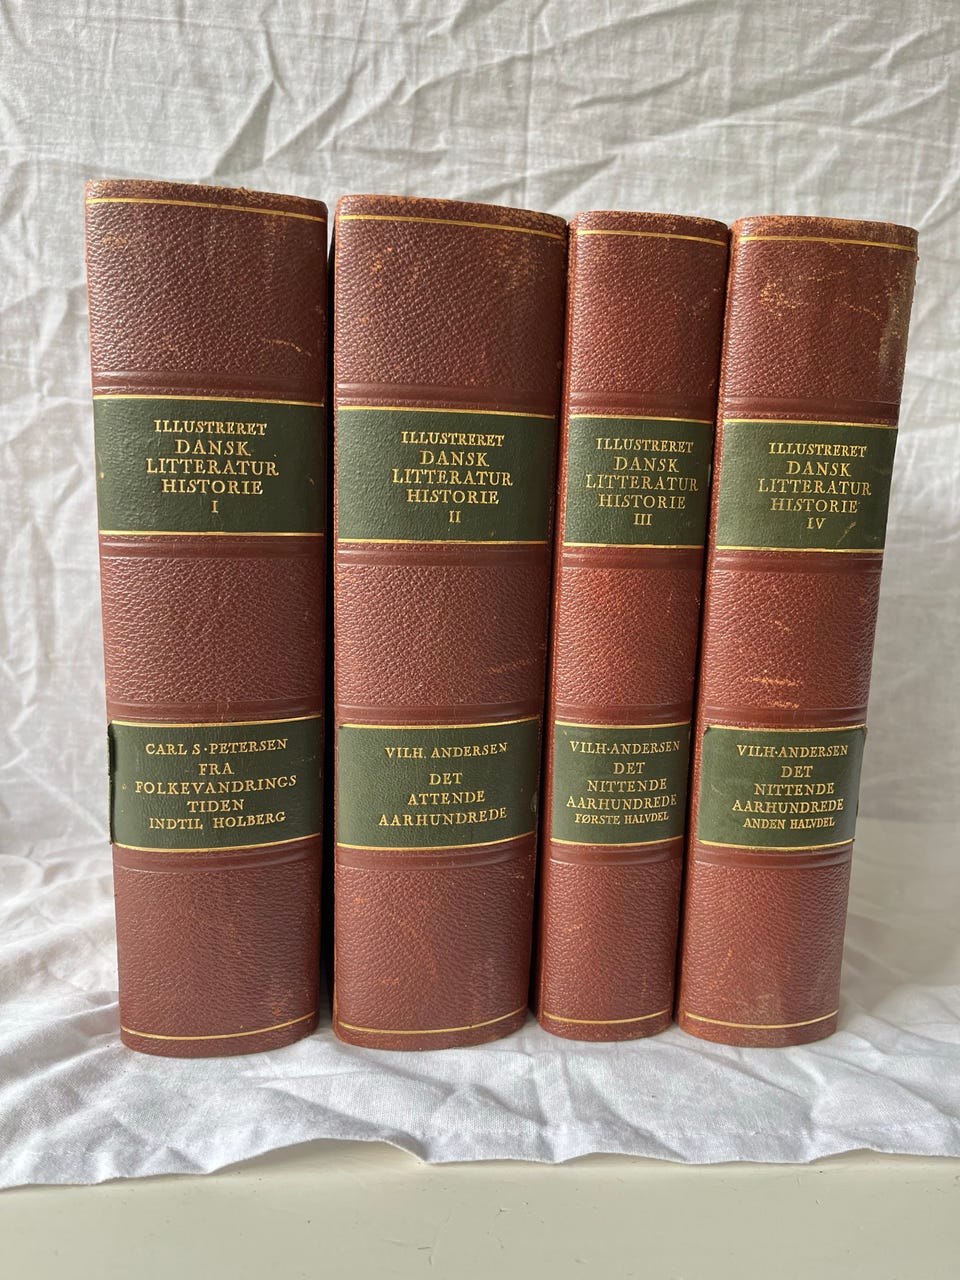 ILLUSTRERET
DANSK
LITTERATUR
HISTORIE
I
CARL S·PETERSEN
FRA
FOLKEVANDRINGS
TIDEN
INDTIL HOLBERG
ILLUSTRERET
DANSK
LITTERATUR
HISTORIE
II
VILH. ANDERSEN
DET
ATTENDE
AARHUNDREDE
ILLUSTRERET
DANSK
LITTERATUR
HISTORIE
III
VILH·ANDERSEN
DET
NITTENDE
AARHUNDREDE
FØRSTE HALVDEL
ILLUSTRERET
DANSK
LITTERATUR
HISTORIE
IV
VILH·ANDERSEN
DET
NITTENDE
AARHUNDREDE
ANDEN HALVDEL